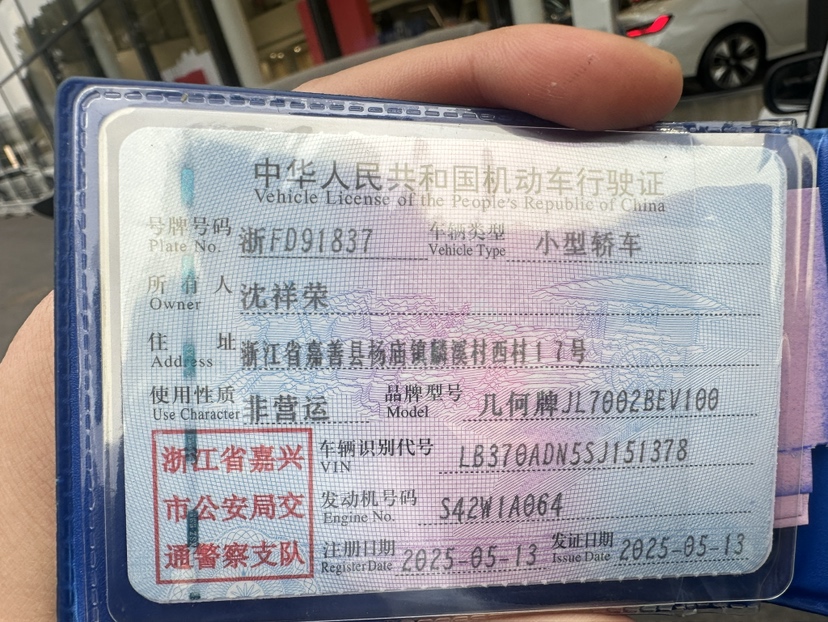 中华人民共和国机动车行驶证
Vehicle License of the People's Republic of China
号牌号码 浙FD91837 车辆类型 小型轿车
Plate No. Vehicle Type
所有人 沈祥荣
Owner
住址 浙江省嘉善县杨庙镇麟溪村西村17号
Address
使用性质 非营运 品牌型号 几何牌JL7002BEV100
Use Character Model
浙江省嘉兴 车辆识别代号 LB370ADN5SJ151378
VIN
市公安局交 发动机号码 S42W1A064
Engine No.
通警察支队 注册日期 2025-05-13 发证日期 2025-05-13
Register Date Issue Date